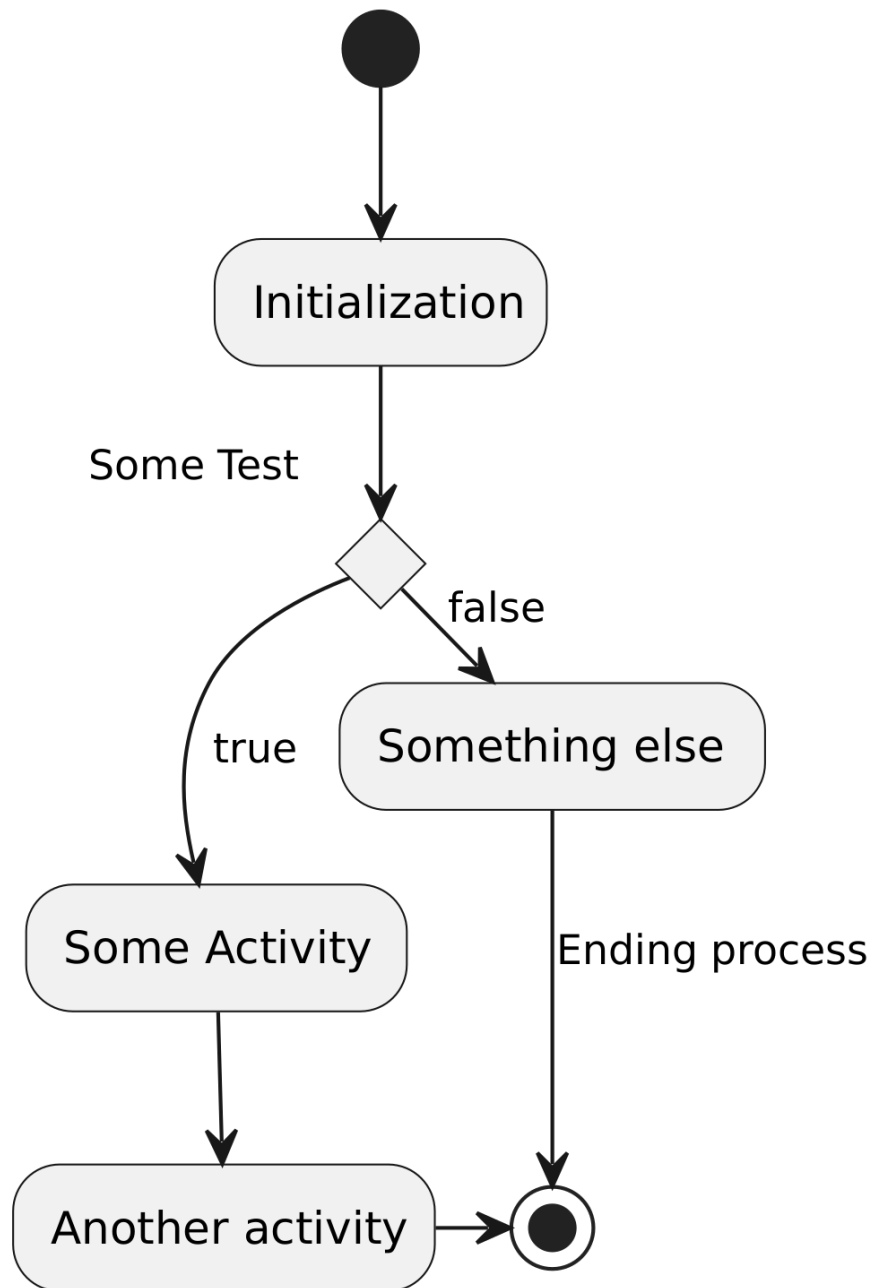 Initialization
Some Test
false
Something else
true
Some Activity
Ending process
Another activity